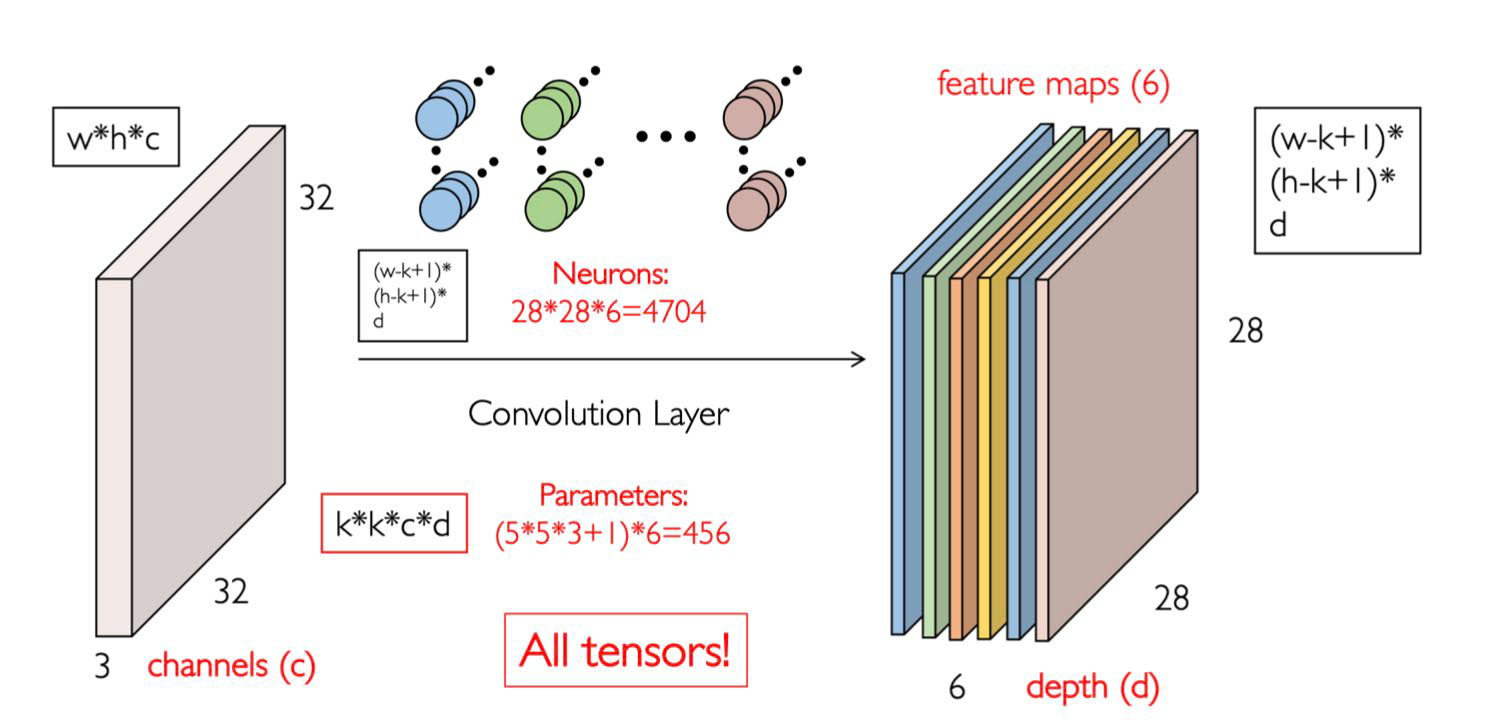 w*h*c
32
32
3
channels (c)
(w-k+1)*
(h-k+1)*
d
Neurons:
28*28*6=4704
Convolution Layer
k*k*c*d
Parameters:
(5*5*3+1)*6=456
All tensors!
feature maps (6)
(w-k+1)*
(h-k+1)*
d
28
28
6
depth (d)